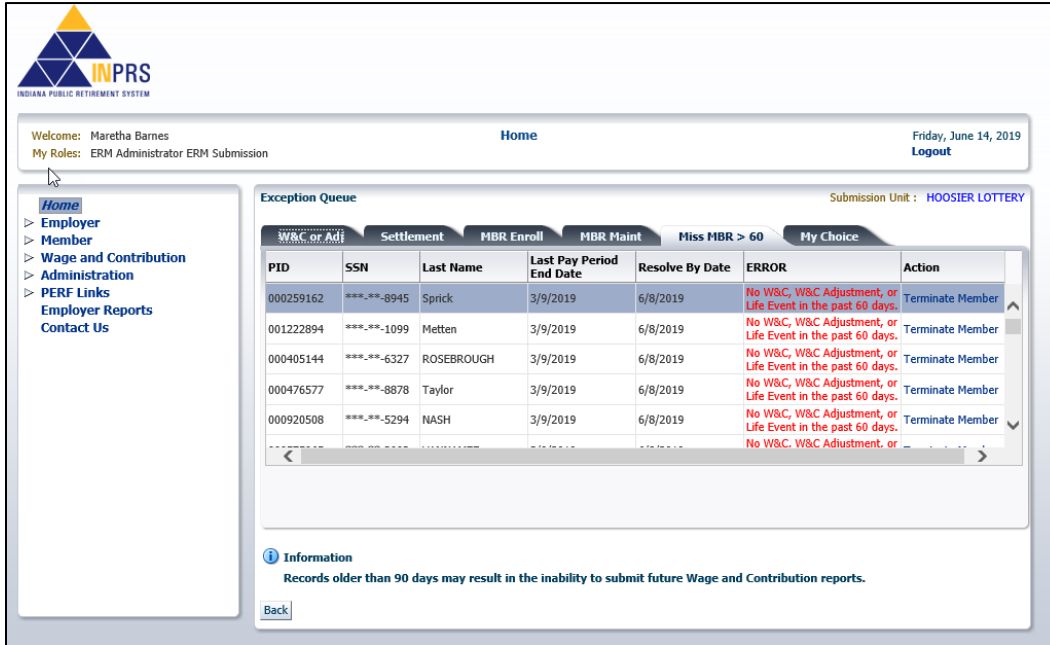 INPRS
INDIANA PUBLIC RETIREMENT SYSTEM
Welcome: Maretha Barnes
My Roles: ERM Administrator ERM Submission
Home
Friday, June 14, 2019
Logout
Home
Employer
Member
Wage and Contribution
Administration
PERF Links
Employer Reports
Contact Us
Exception Queue
Submission Unit : HOOSIER LOTTERY
W&C or Adj Settlement MBR Enroll MBR Maint Miss MBR > 60 My Choice
PID SSN Last Name Last Pay Period End Date Resolve By Date ERROR Action
000259162 ***-**-8945 Sprick 3/9/2019 6/8/2019 No W&C, W&C Adjustment, or Life Event in the past 60 days. Terminate Member
001222894 ***-**-1099 Metten 3/9/2019 6/8/2019 No W&C, W&C Adjustment, or Life Event in the past 60 days. Terminate Member
000405144 ***-**-6327 ROSEBROUGH 3/9/2019 6/8/2019 No W&C, W&C Adjustment, or Life Event in the past 60 days. Terminate Member
000476577 ***-**-8878 Taylor 3/9/2019 6/8/2019 No W&C, W&C Adjustment, or Life Event in the past 60 days. Terminate Member
000920508 ***-**-5294 NASH 3/9/2019 6/8/2019 No W&C, W&C Adjustment, or Life Event in the past 60 days. Terminate Member
No W&C, W&C Adjustment, or
Information
Records older than 90 days may result in the inability to submit future Wage and Contribution reports.
Back